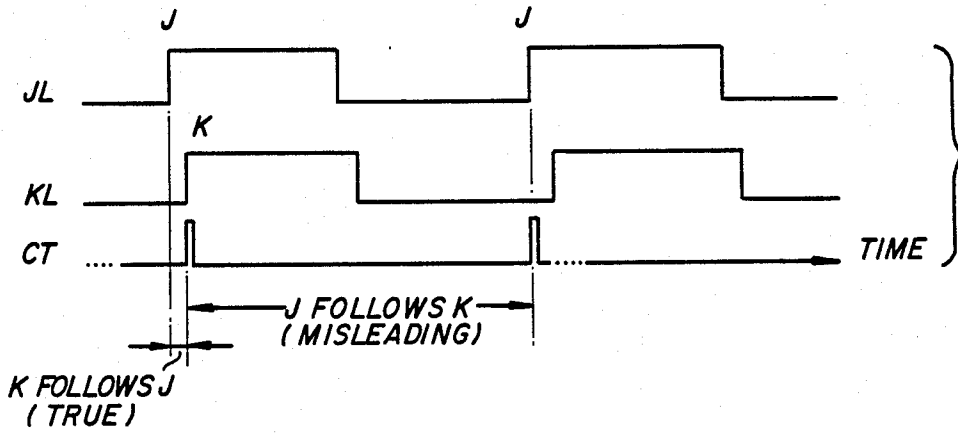 J J
JL
K
KL
CT ..... ..... TIME
J FOLLOWS K
(MISLEADING)
K FOLLOWS J
(TRUE)